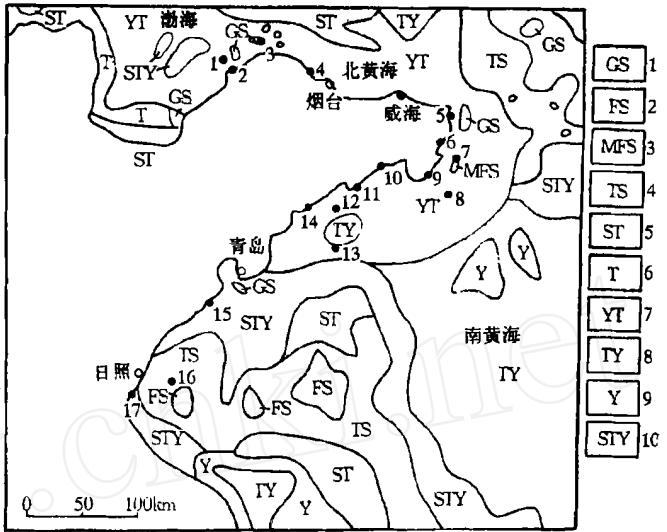 ST YT 渤海 GS ST TY GS
STY 1 2 3 4 北黄海 YT TS
T 烟台 威海
T GS 5 GS
ST 6 7
10 9 MFS STY
11
14 12 YT 8
TY
青岛 13 Y Y
GS
15 STY ST 南黄海
TS
日照 16 FS TY
FS FS
17 TS
STY
Y ST
TY Y STY
0 50 100km
GS 1
FS 2
MFS 3
TS 4
ST 5
T 6
YT 7
TY 8
Y 9
STY 10
.cnki.net